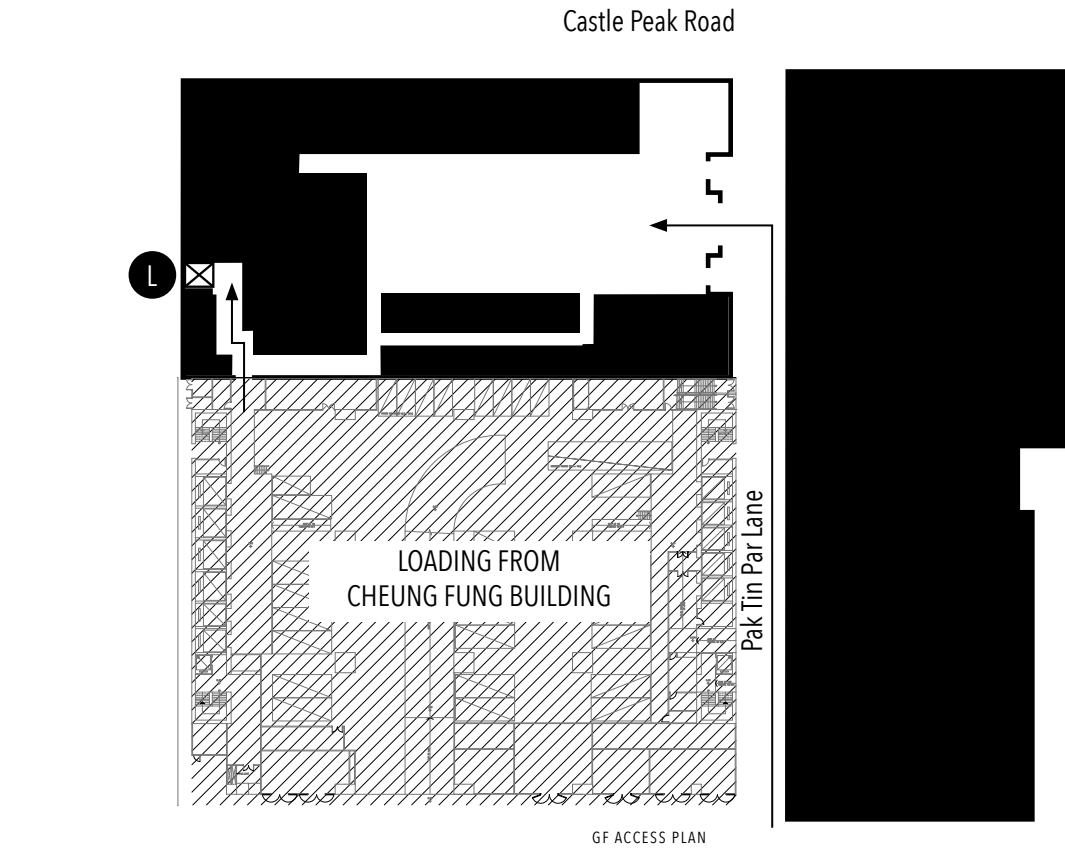 Castle Peak Road
L
LOADING FROM
CHEUNG FUNG BUILDING
Pak Tin Par Lane
GF ACCESS PLAN